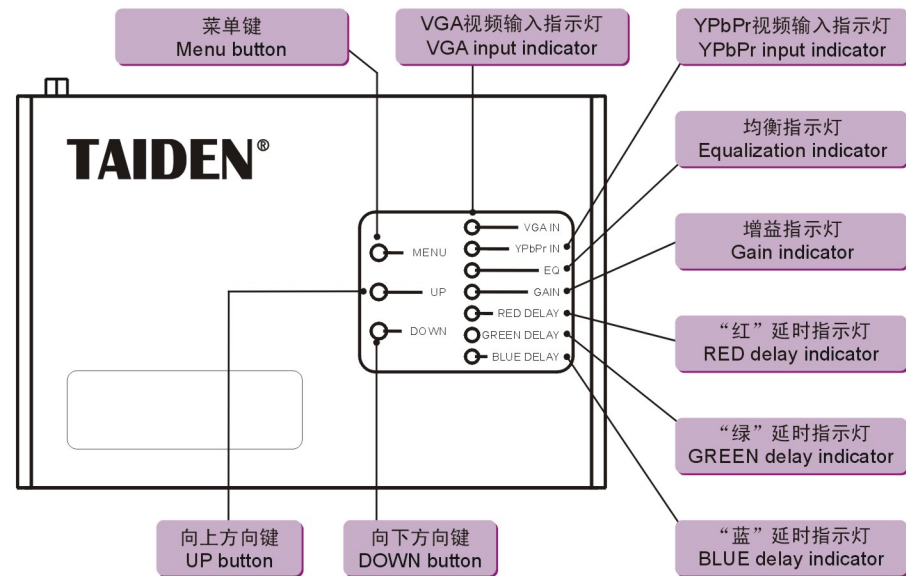 菜单键
Menu button
VGA视频输入指示灯
VGA input indicator
YPbPr视频输入指示灯
YPbPr input indicator
均衡指示灯
Equalization indicator
增益指示灯
Gain indicator
“红”延时指示灯
RED delay indicator
“绿”延时指示灯
GREEN delay indicator
“蓝”延时指示灯
BLUE delay indicator
TAIDEN®
MENU
UP
DOWN
VGA IN
YPbPr IN
EQ
GAIN
RED DELAY
GREEN DELAY
BLUE DELAY
向上方向键
UP button
向下方向键
DOWN button